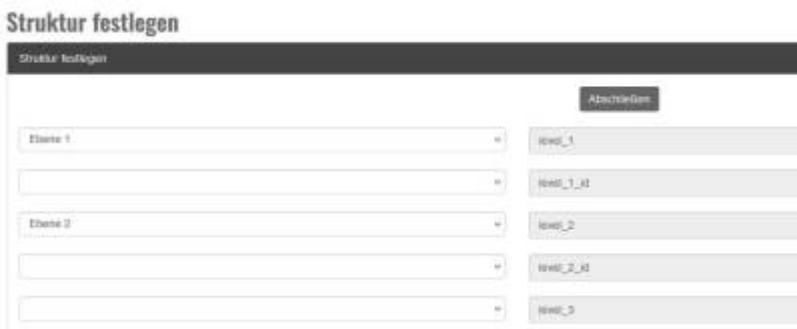 Struktur festlegen
Struktur festlegen
Abschließen
Ebene 1
level_1
level_1_id
Ebene 2
level_2
level_2_id
level_3